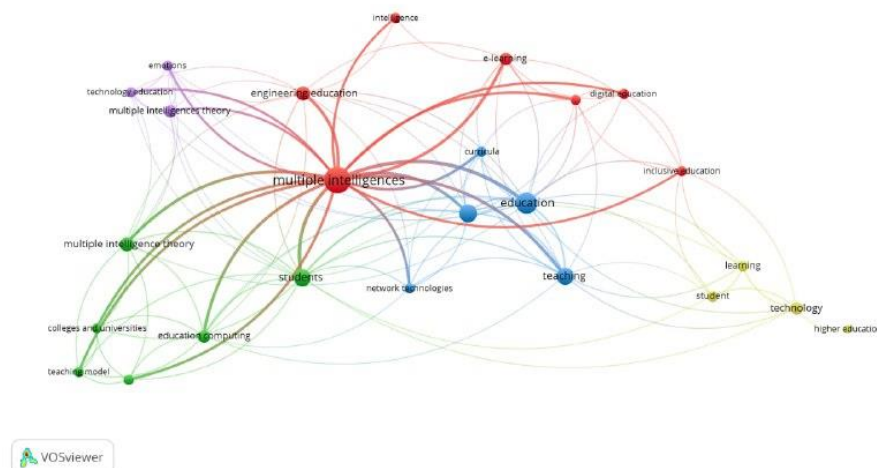 intelligence
e-learning
emotions
technology education
engineering education
digital education
multiple intelligences theory
curricula
inclusive education
multiple intelligences
education
multiple intelligence theory
learning
students
teaching
network technologies
student
technology
colleges and universities
education computing
higher educatio
teaching model
VOSviewer